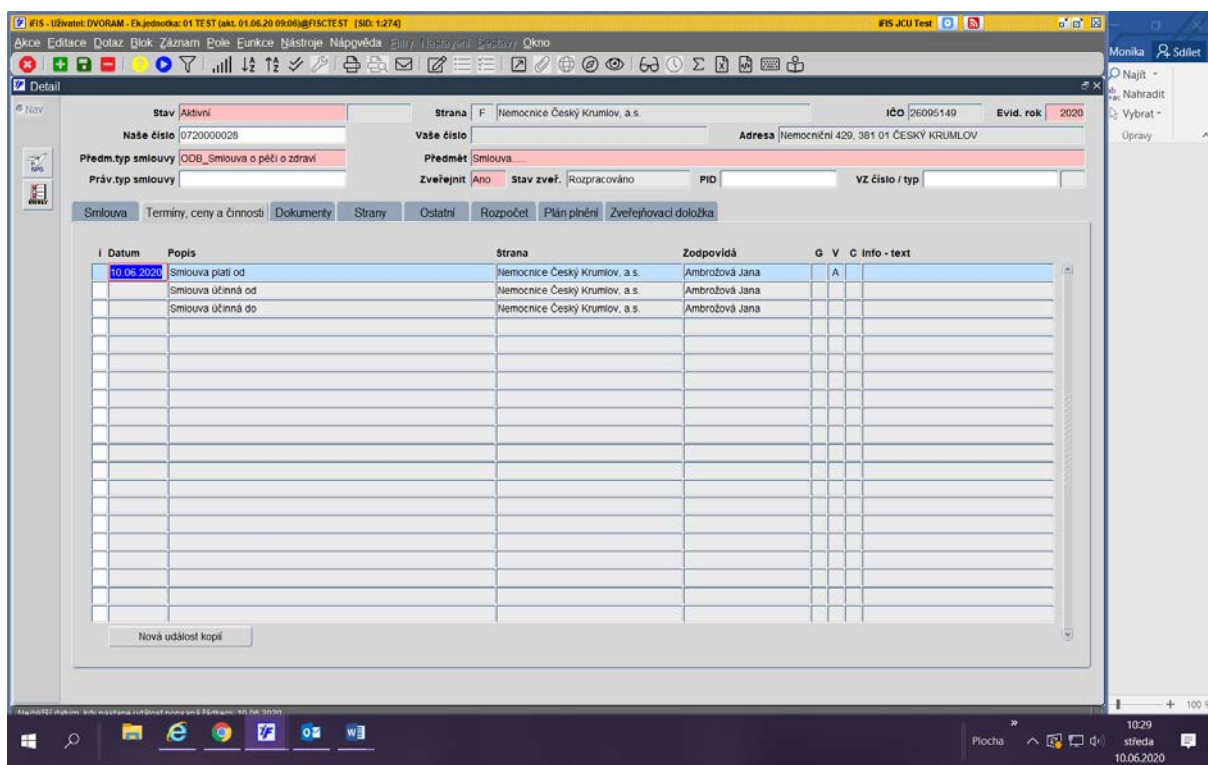 iFIS - Uživatel: DVORAM - Ek.jednotka: 01 TEST (akt. 01.06.20 09:06)@FISCTEST [SID: 1:274] iFIS JCU Test
Akce Editace Dotaz Blok Záznam Pole Funkce Nástroje Nápověda Okno
Monika Sdílet
Najít
Nahradit
Vybrat
Úpravy
Detail
Nav
Stav Aktivní Strana F Nemocnice Český Krumlov, a.s. IČO 26095149 Evid. rok 2020
Naše číslo 0720000028 Vaše číslo Adresa Nemocniční 429, 381 01 ČESKÝ KRUMLOV
Předm.typ smlouvy ODB_Smlouva o péči o zdraví Předmět Smlouva.....
Práv.typ smlouvy Zveřejnit Ano Stav zveř. Rozpracováno PID VZ číslo / typ
Smlouva Termíny, ceny a činnosti Dokumenty Strany Ostatní Rozpočet Plán plnění Zveřejňovací doložka
i Datum Popis Strana Zodpovídá G V C Info - text
10.06.2020 Smlouva platí od Nemocnice Český Krumlov, a.s. Ambrožová Jana A
Smlouva účinná od Nemocnice Český Krumlov, a.s. Ambrožová Jana
Smlouva účinná do Nemocnice Český Krumlov, a.s. Ambrožová Jana
Nová událost kopií
100
Plocha
10:29
středa
10.06.2020